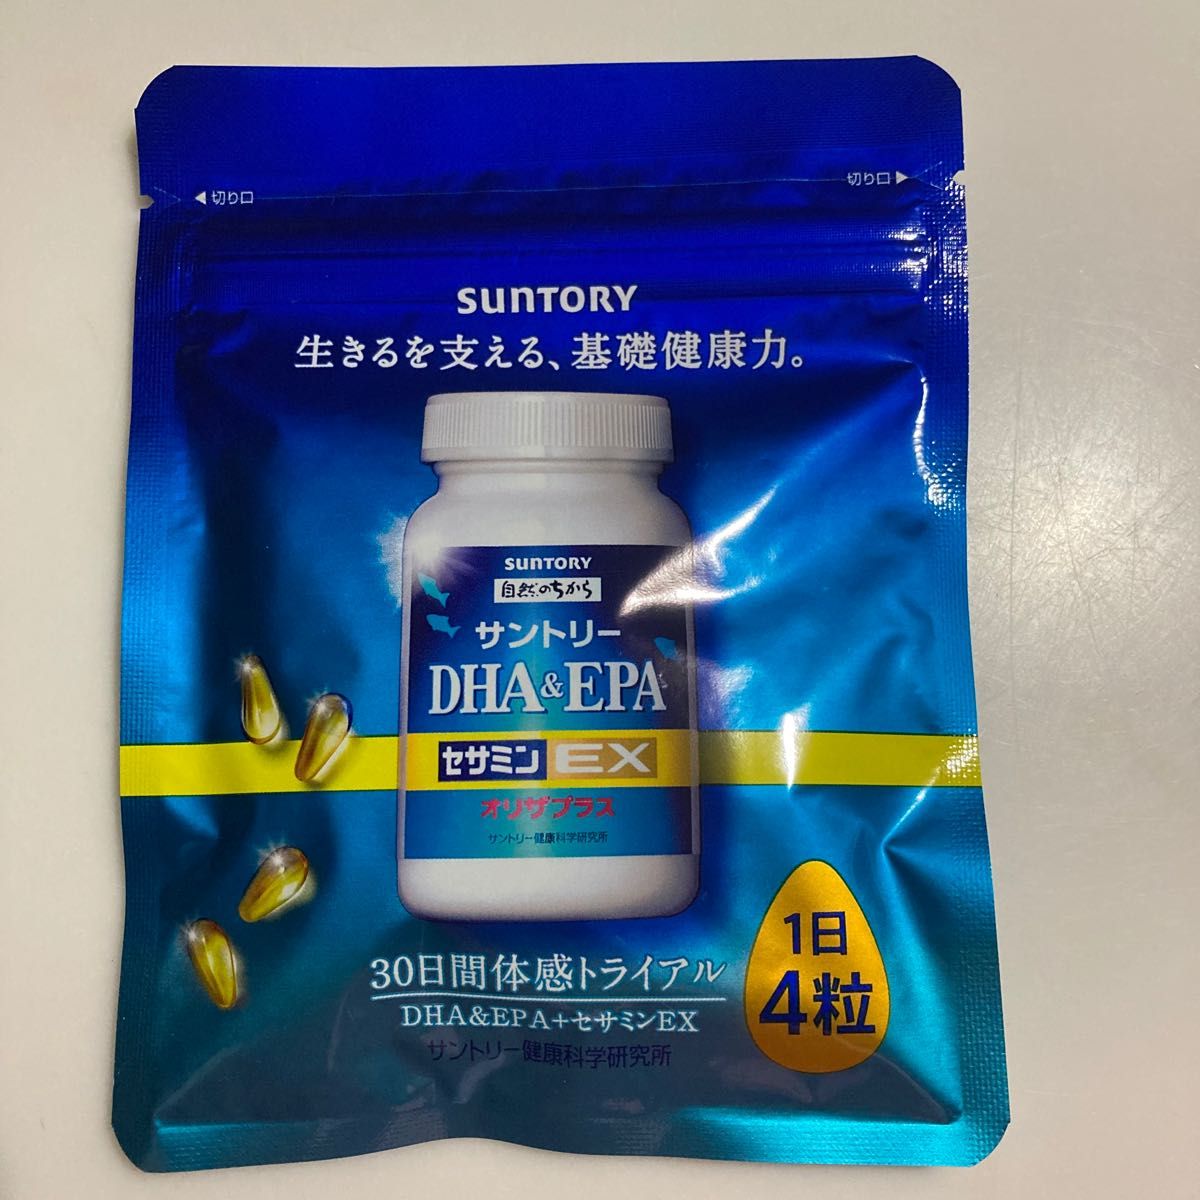 ◀切り口
切り口▶
SUNTORY
生きるを支える、基礎健康力。
SUNTORY
自然のちから
サントリー
DHA&EPA
セサミンEX
オリザプラス
サントリー健康科学研究所
1日
4粒
30日間体感トライアル
DHA&EPA+セサミンEX
サントリー健康科学研究所